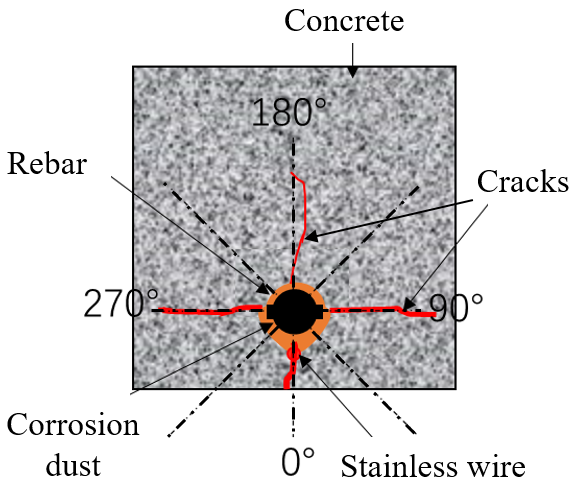 Concrete
180°
Rebar
Cracks
270°
90°
Corrosion
dust
0°
Stainless wire